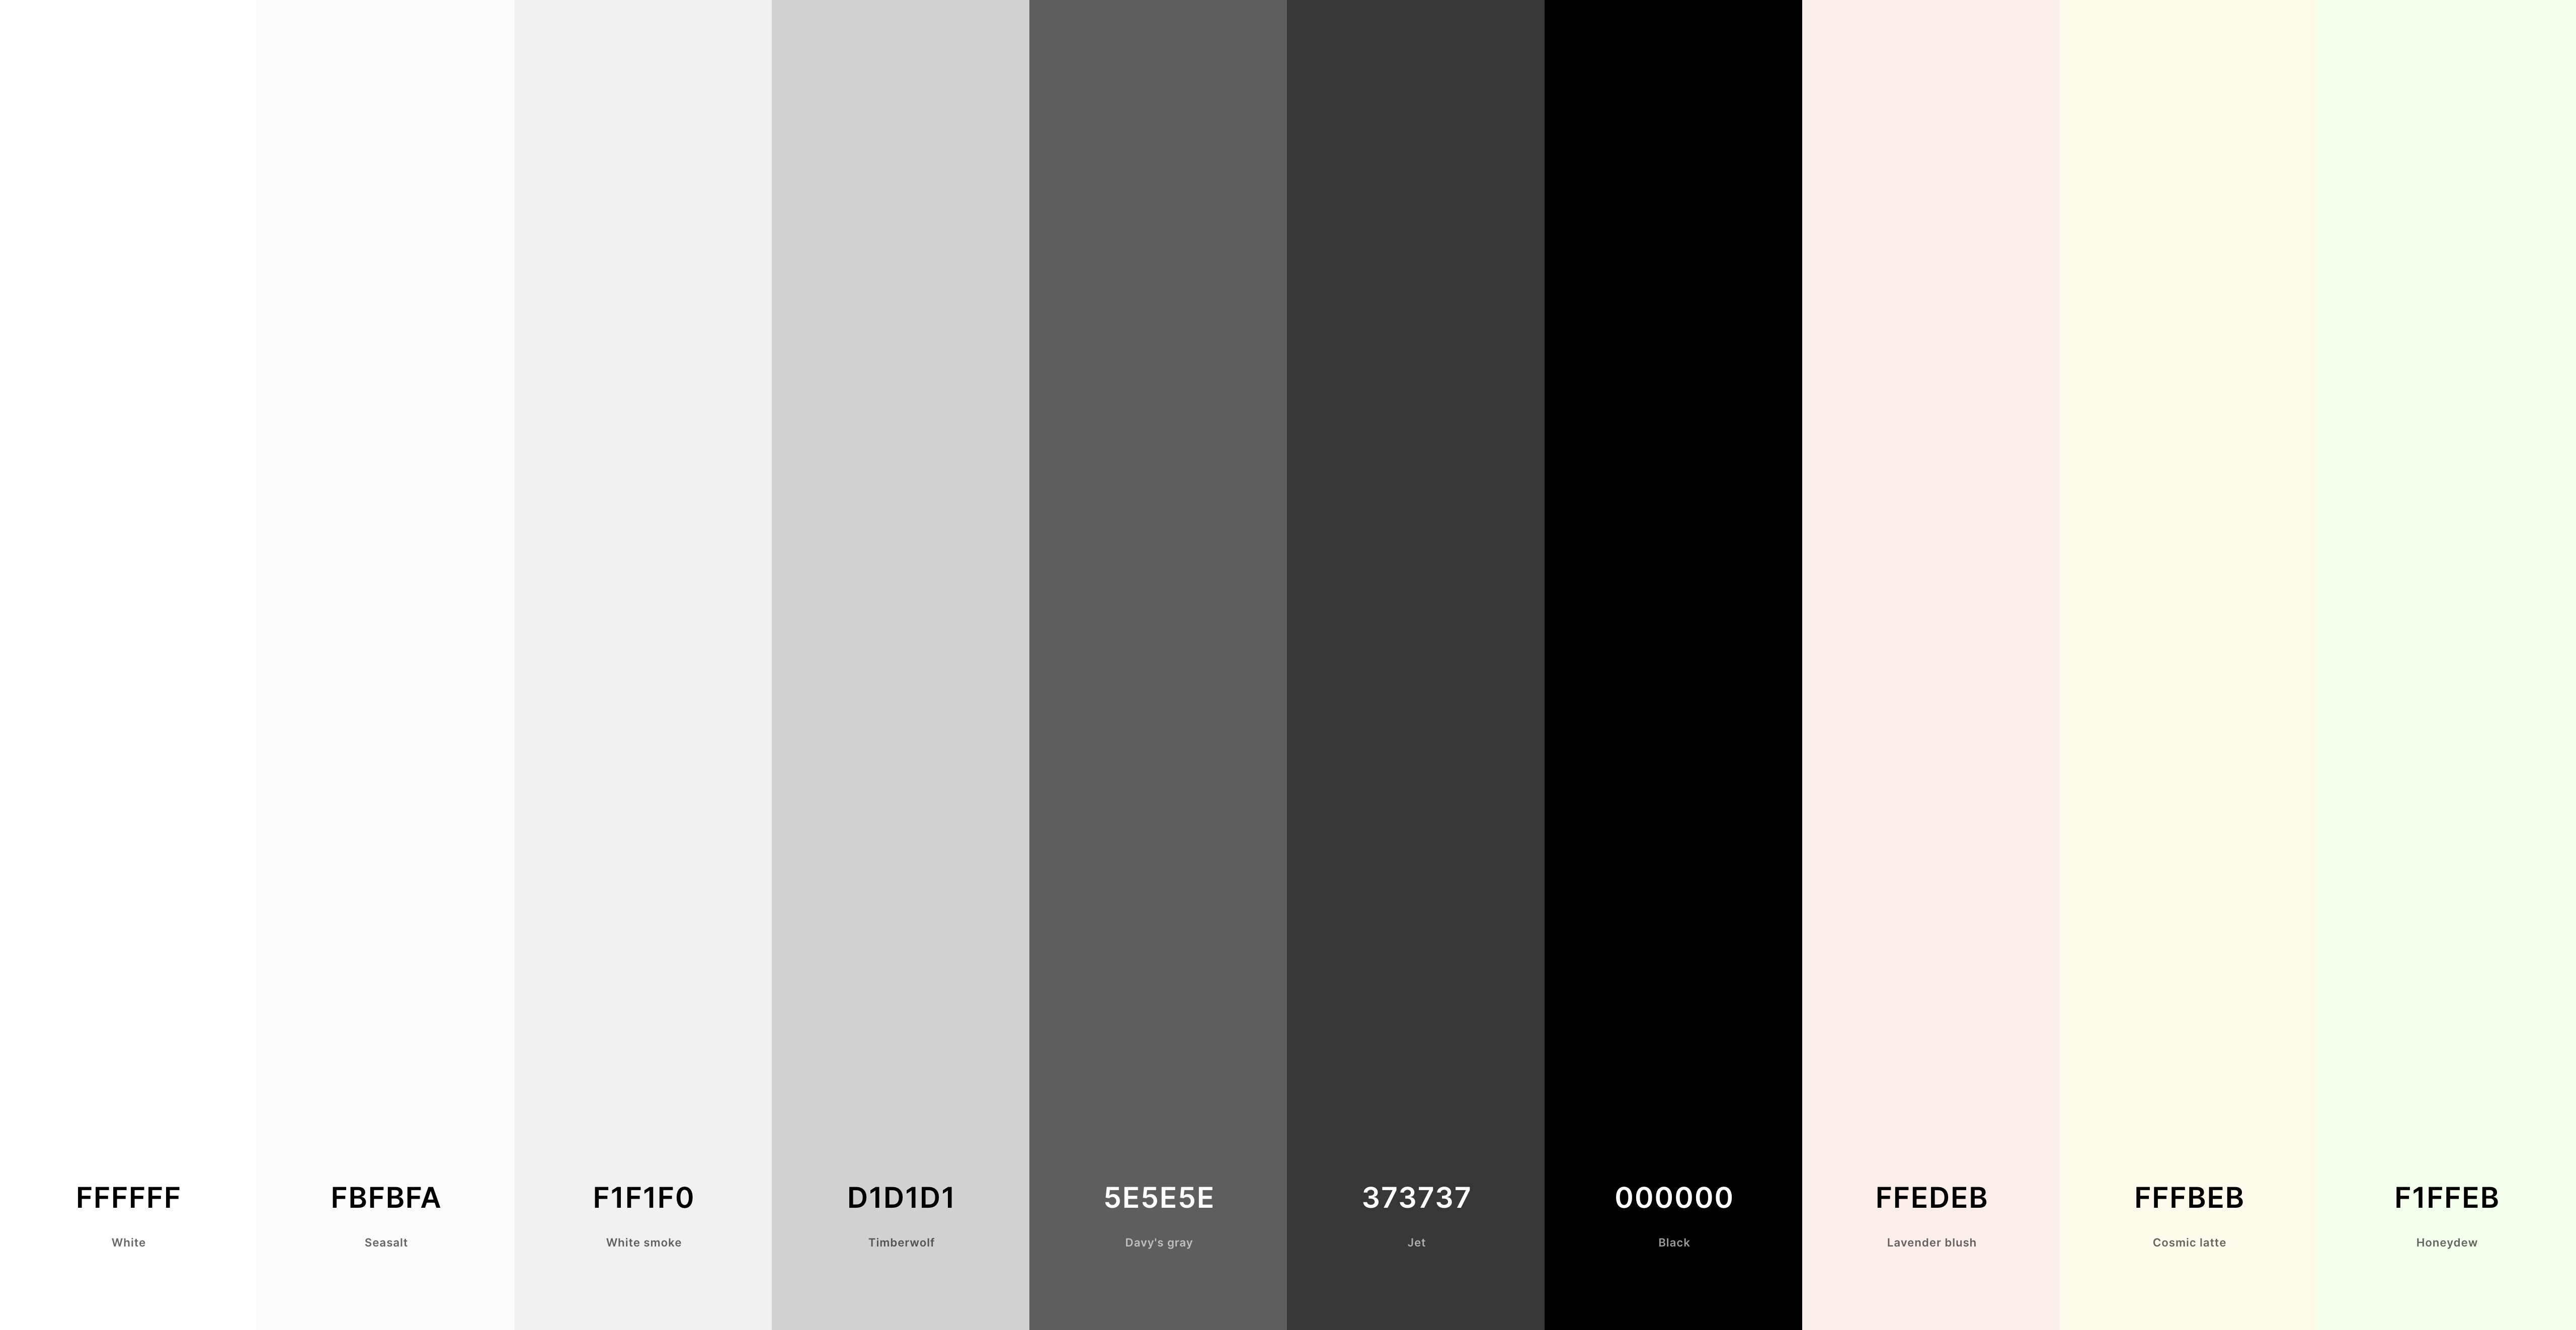 FFFFFF
White
FBFBFA
Seasalt
F1F1F0
White smoke
D1D1D1
Timberwolf
5E5E5E
Davy's gray
373737
Jet
000000
Black
FFEDEB
Lavender blush
FFFBEB
Cosmic latte
F1FFEB
Honeydew